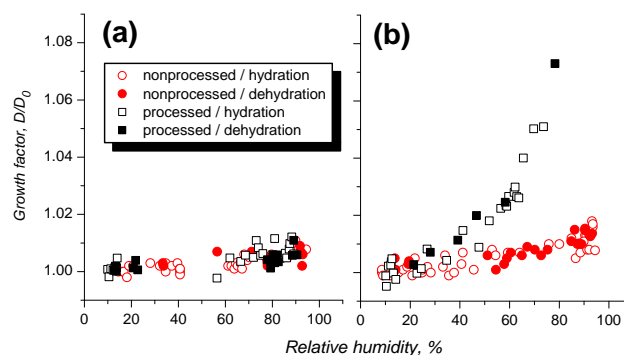 (a)
(b)
1.08
1.06
1.04
1.02
1.00
Growth factor, D/D0
nonprocessed / hydration
nonprocessed / dehydration
processed / hydration
processed / dehydration
0 20 40 60 80 100 0 20 40 60 80 100
Relative humidity, %